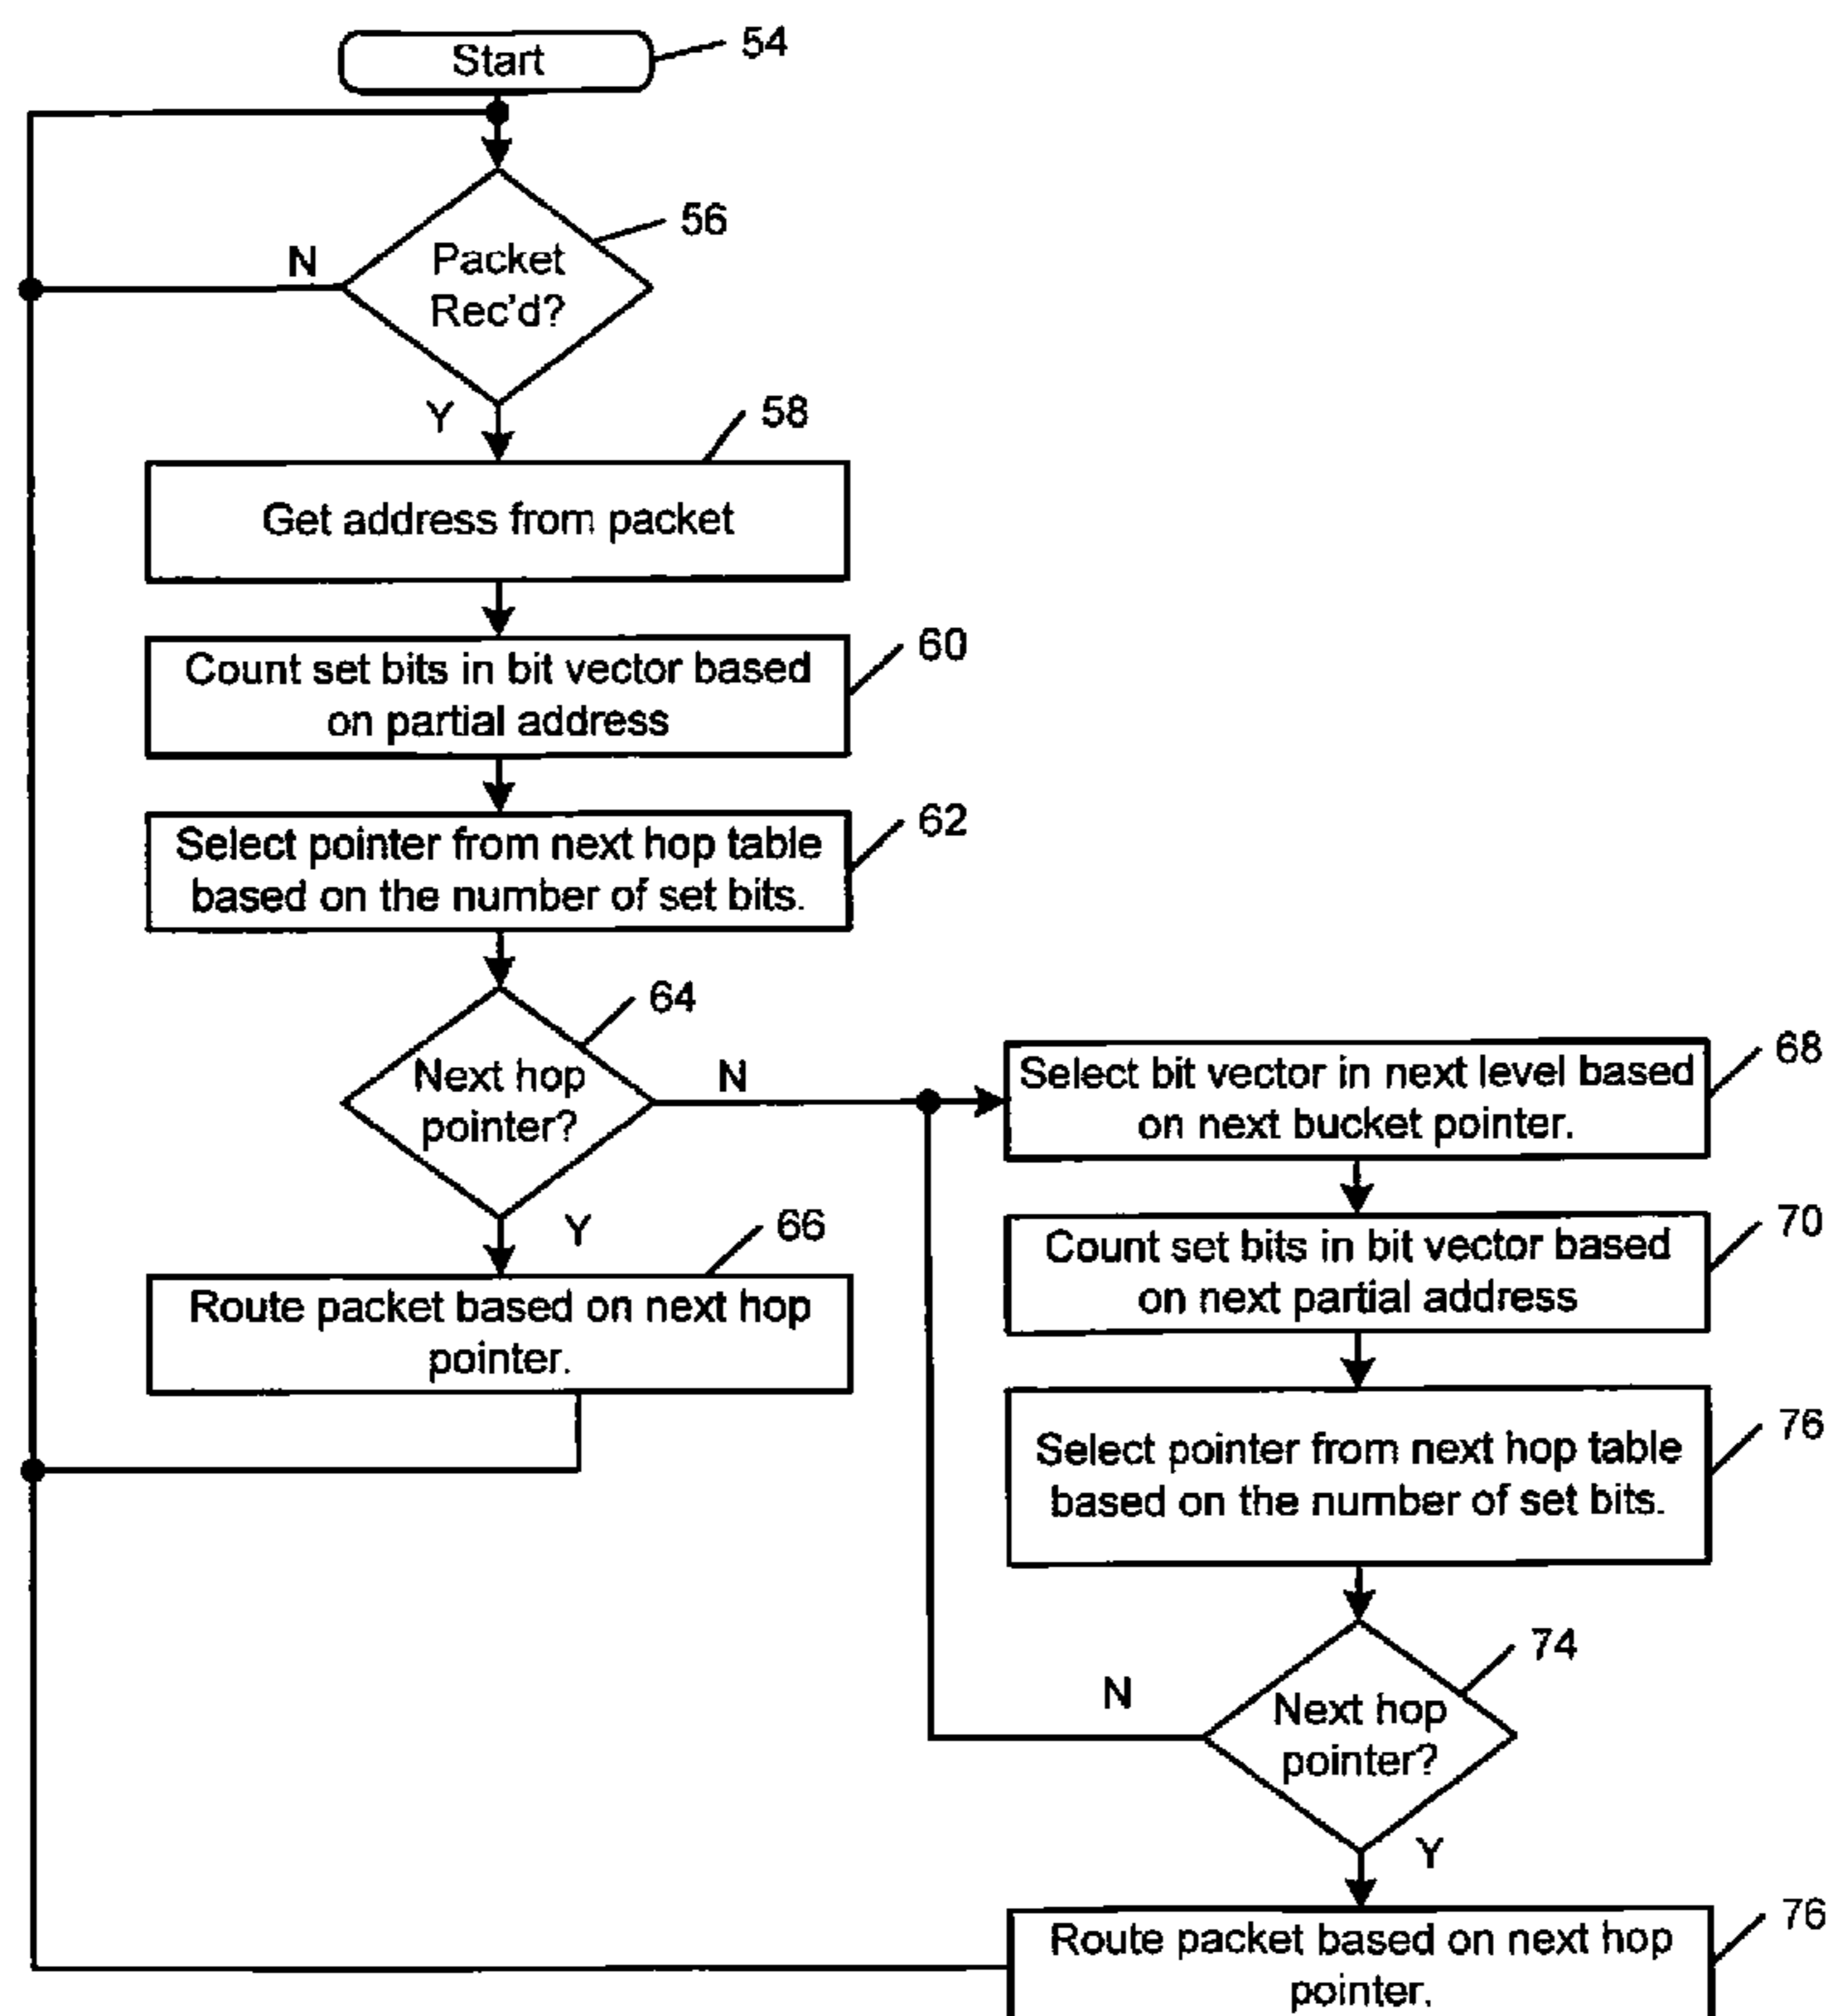 Start
54
56
N
Packet
Rec'd?
Y
58
Get address from packet
60
Count set bits in bit vector based
on partial address
62
Select pointer from next hop table
based on the number of set bits.
64
Next hop
pointer?
N
Y
66
Route packet based on next hop
pointer.
68
Select bit vector in next level based
on next bucket pointer.
70
Count set bits in bit vector based
on next partial address
76
Select pointer from next hop table
based on the number of set bits.
74
N
Next hop
pointer?
Y
76
Route packet based on next hop
pointer.